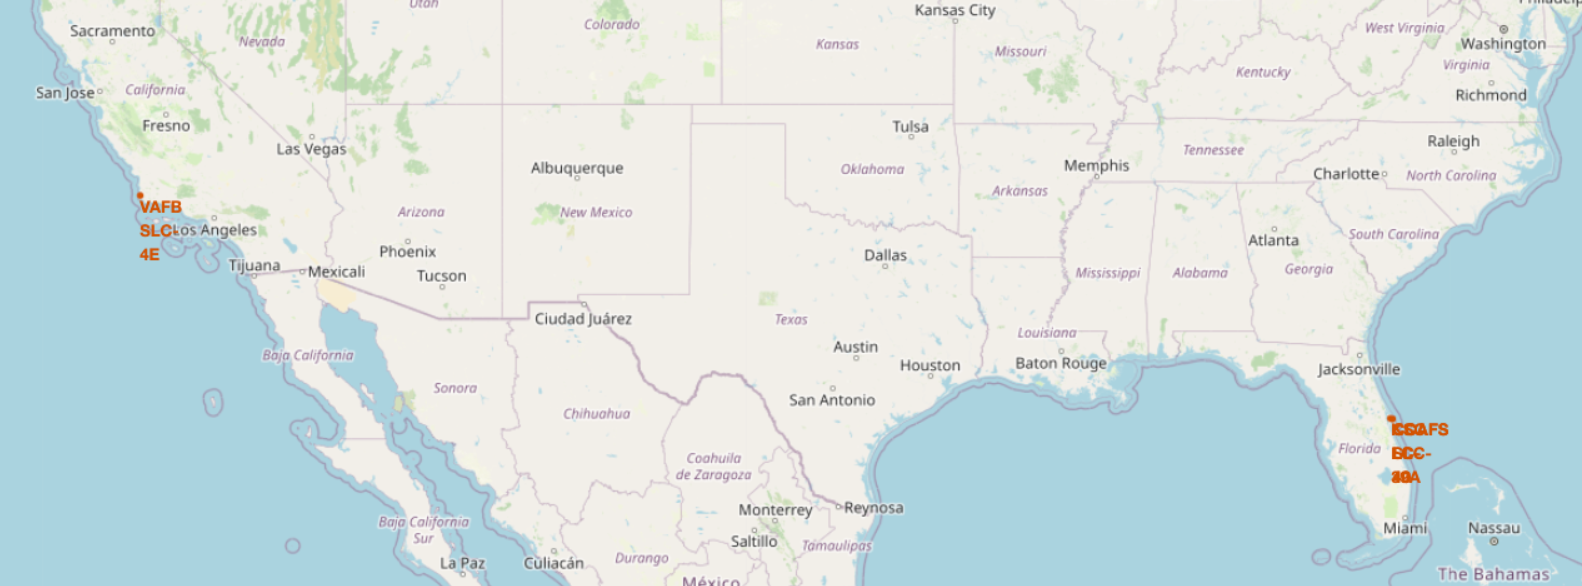 Utah
Colorado
Kansas City
Sacramento
Nevada
Kansas
Missouri
West Virginia
Washington
Virginia
Kentucky
San Jose
California
Richmond
Fresno
Tulsa
Las Vegas
Raleigh
Tennessee
Albuquerque
Oklahoma
Memphis
Charlotte
North Carolina
Arkansas
VAFB
SLC-
4E
Los Angeles
Arizona
New Mexico
South Carolina
Atlanta
Phoenix
Dallas
Tijuana
Mexicali
Tucson
Mississippi
Alabama
Georgia
Ciudad Juárez
Texas
Louisiana
Austin
Baja California
Houston
Baton Rouge
Jacksonville
Sonora
San Antonio
Chihuahua
Florida
Coahuila
de Zaragoza
Monterrey
Reynosa
Baja California
Sur
Miami
Nassau
Saltillo
Tamaulipas
La Paz
Culiacán
Durango
México
The Bahamas